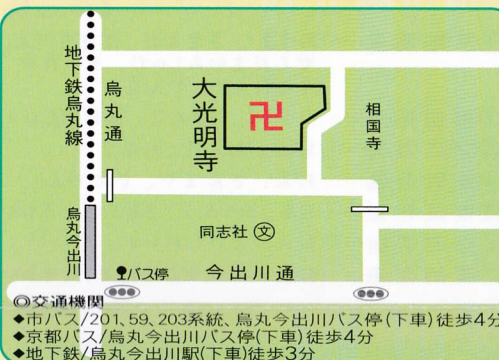 地下鉄烏丸線
烏丸通
大光明寺
卍
相国寺
烏丸今出川
同志社 文
バス停
今出川通
◎交通機関
◆市バス/201、59、203系統、烏丸今出川バス停(下車)徒歩4分
◆京都バス/烏丸今出川バス停(下車)徒歩4分
◆地下鉄/烏丸今出川駅(下車)徒歩3分